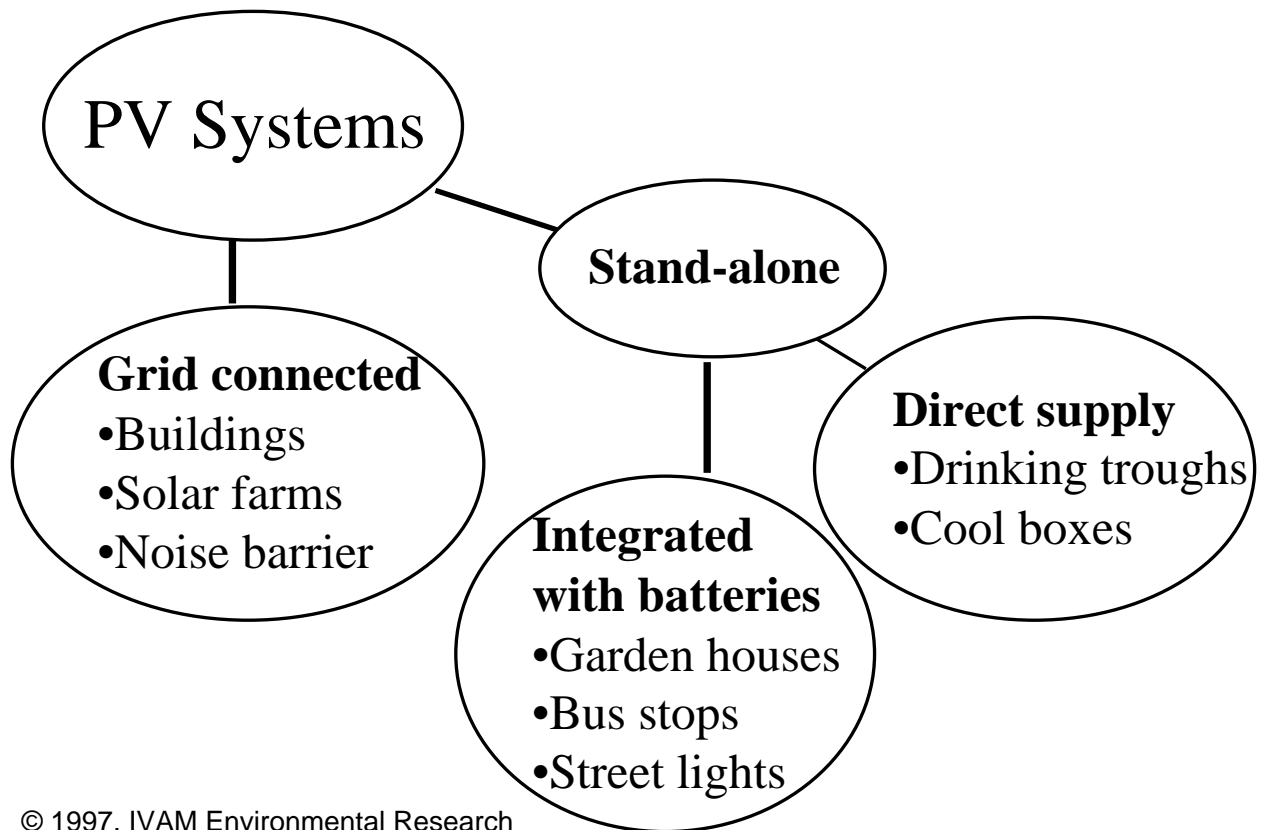 PV Systems
Stand-alone
Grid connected
•Buildings
•Solar farms
•Noise barrier
Direct supply
•Drinking troughs
•Cool boxes
Integrated
with batteries
•Garden houses
•Bus stops
•Street lights
© 1997, IVAM Environmental Research